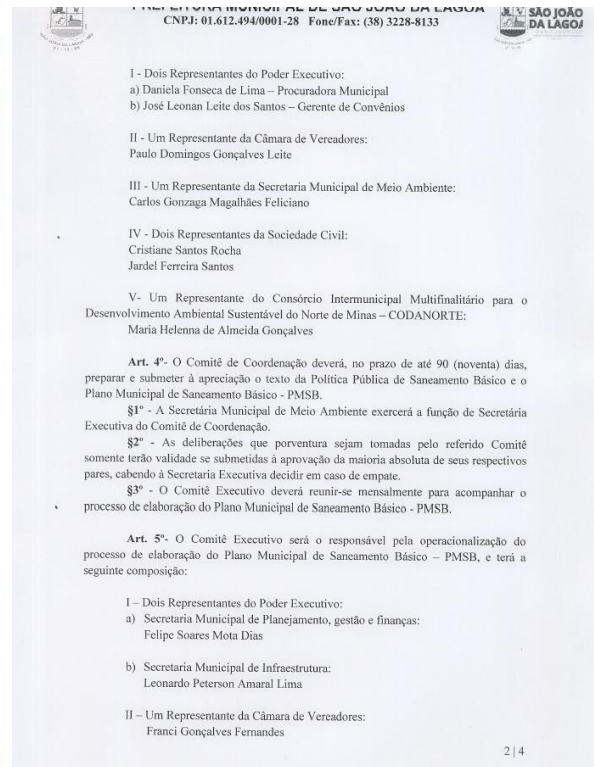 PREFEITURA MUNICIPAL DE SÃO JOÃO DA LAGOA
CNPJ: 01.612.494/0001-28 Fone/Fax: (38) 3228-8133
SÃO JOÃO
DA LAGOA
I - Dois Representantes do Poder Executivo:
a) Daniela Fonseca de Lima – Procuradora Municipal
b) José Leonan Leite dos Santos – Gerente de Convênios
II - Um Representante da Câmara de Vereadores:
Paulo Domingos Gonçalves Leite
III - Um Representante da Secretaria Municipal de Meio Ambiente:
Carlos Gonzaga Magalhães Feliciano
IV - Dois Representantes da Sociedade Civil:
Cristiane Santos Rocha
Jardel Ferreira Santos
V- Um Representante do Consórcio Intermunicipal Multifinalitário para o
Desenvolvimento Ambiental Sustentável do Norte de Minas – CODANORTE:
Maria Helenna de Almeida Gonçalves
Art. 4º- O Comitê de Coordenação deverá, no prazo de até 90 (noventa) dias,
preparar e submeter à apreciação o texto da Política Pública de Saneamento Básico e o
Plano Municipal de Saneamento Básico - PMSB.
§1º - A Secretária Municipal de Meio Ambiente exercerá a função de Secretária
Executiva do Comitê de Coordenação.
§2º - As deliberações que porventura sejam tomadas pelo referido Comitê
somente terão validade se submetidas à aprovação da maioria absoluta de seus respectivos
pares, cabendo à Secretaria Executiva decidir em caso de empate.
§3º - O Comitê Executivo deverá reunir-se mensalmente para acompanhar o
processo de elaboração do Plano Municipal de Saneamento Básico - PMSB.
Art. 5º- O Comitê Executivo será o responsável pela operacionalização do
processo de elaboração do Plano Municipal de Saneamento Básico – PMSB, e terá a
seguinte composição:
I – Dois Representantes do Poder Executivo:
a) Secretaria Municipal de Planejamento, gestão e finanças:
Felipe Soares Mota Dias
b) Secretaria Municipal de Infraestrutura:
Leonardo Peterson Amaral Lima
II – Um Representante da Câmara de Vereadores:
Franci Gonçalves Fernandes
2 | 4